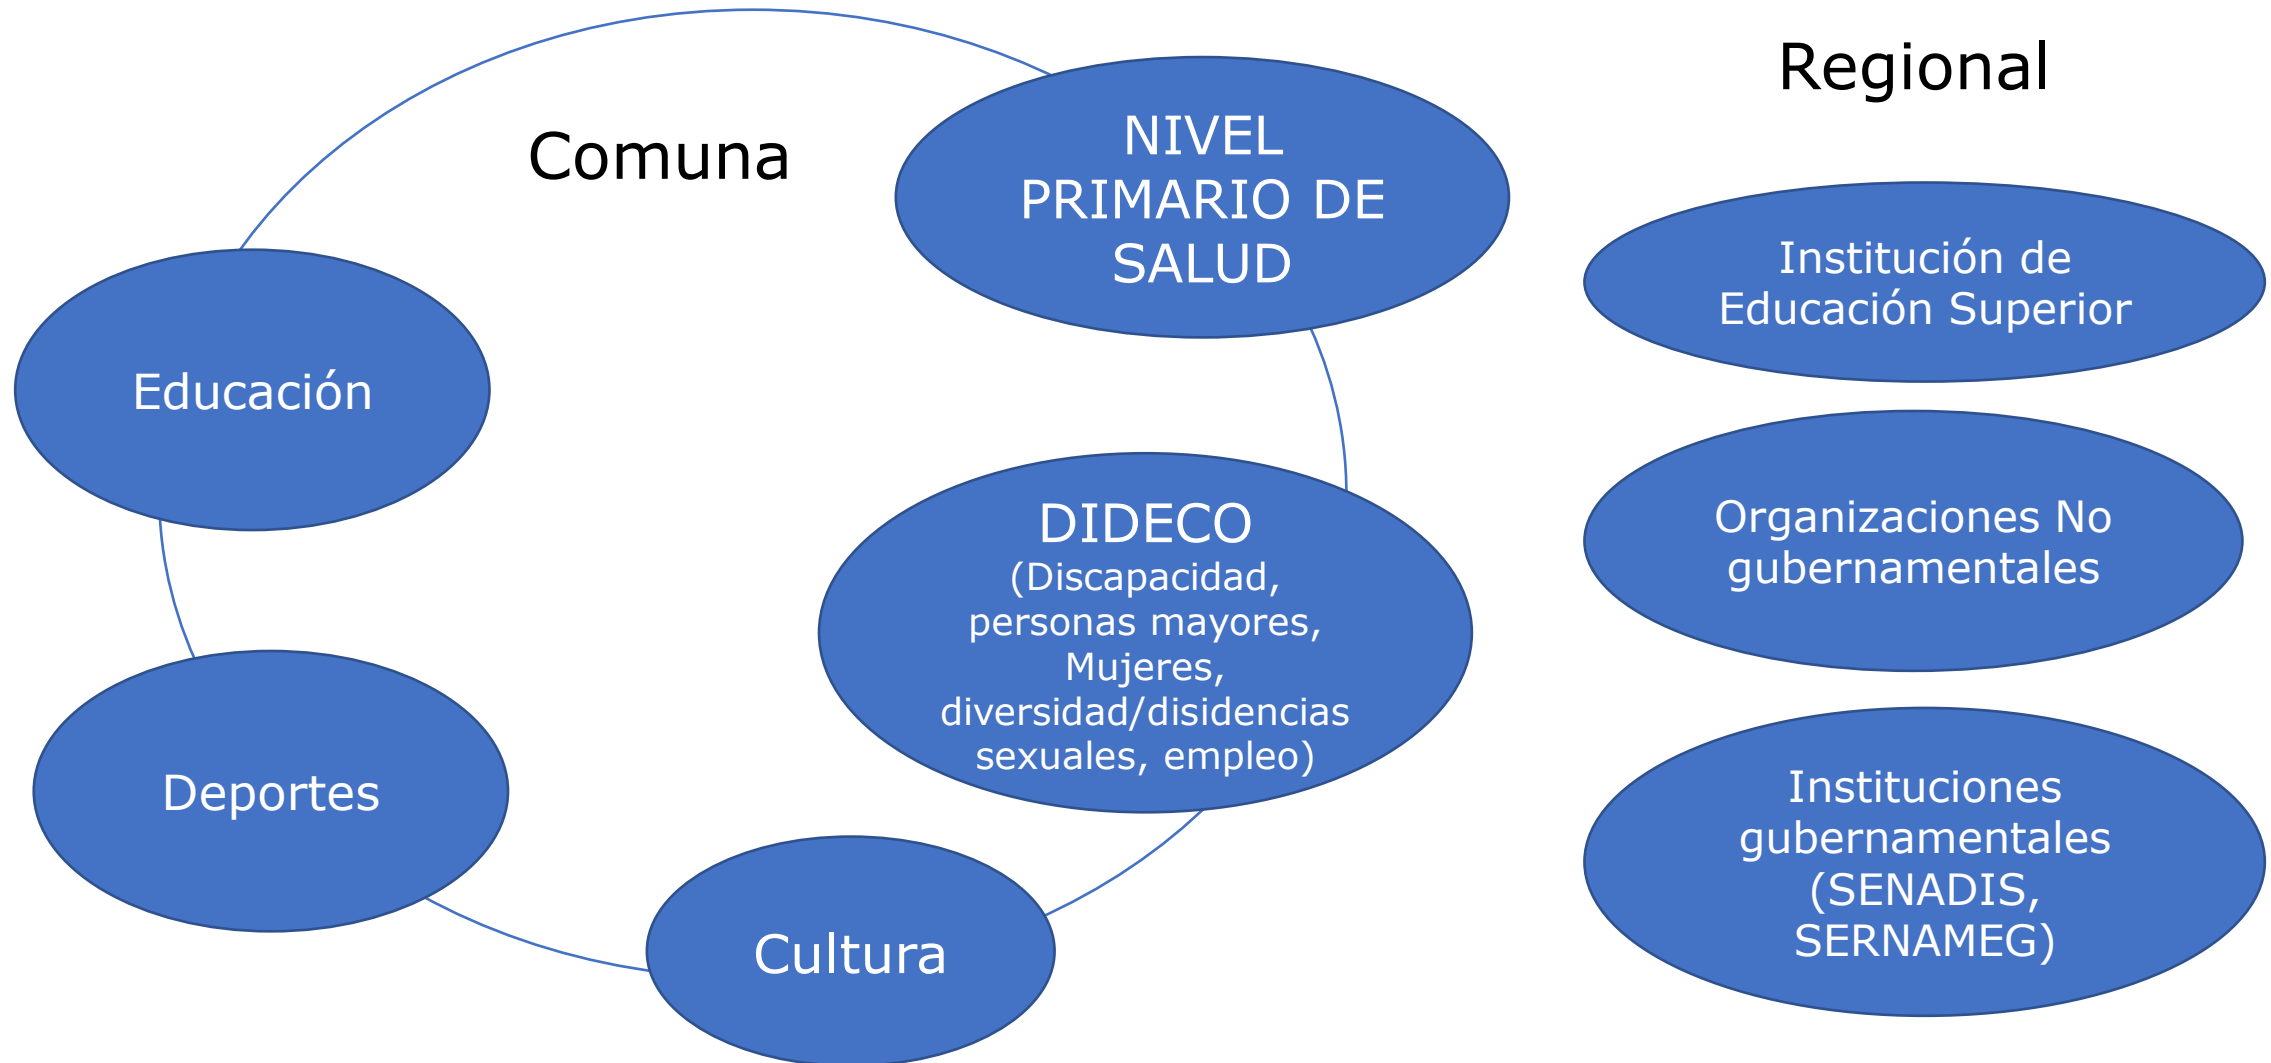 Comuna
NIVEL
PRIMARIO DE
SALUD
Educación
DIDECO
(Discapacidad,
personas mayores,
Mujeres,
diversidad/disidencias
sexuales, empleo)
Deportes
Cultura
Regional
Institución de
Educación Superior
Organizaciones No
gubernamentales
Instituciones
gubernamentales
(SENADIS,
SERNAMEG)